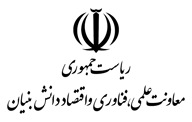 ریاست جمهوری
معاونت علمی، فناوری و اقتصاد دانش بنیان